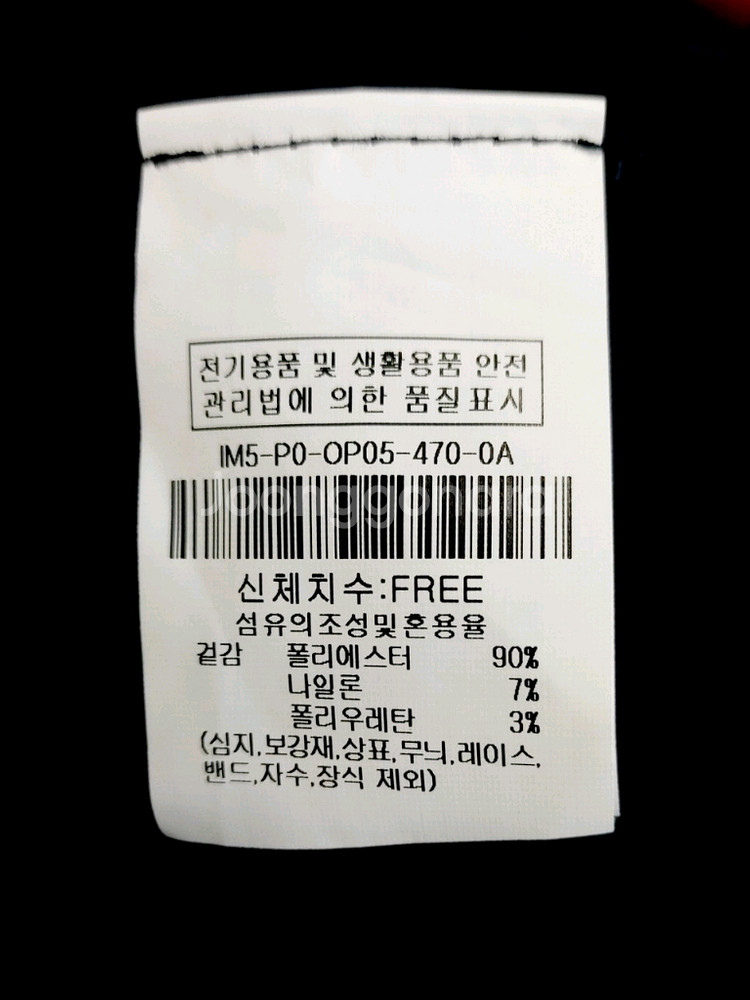 전기용품 및 생활용품 안전
관리법에 의한 품질표시
IM5-P0-OP05-470-0A
Joonggonara
신체치수:FREE
섬유의조성및혼용율
겉감 폴리에스터 90%
나일론 7%
폴리우레탄 3%
(심지,보강재,상표,무늬,레이스,
밴드,자수,장식 제외)